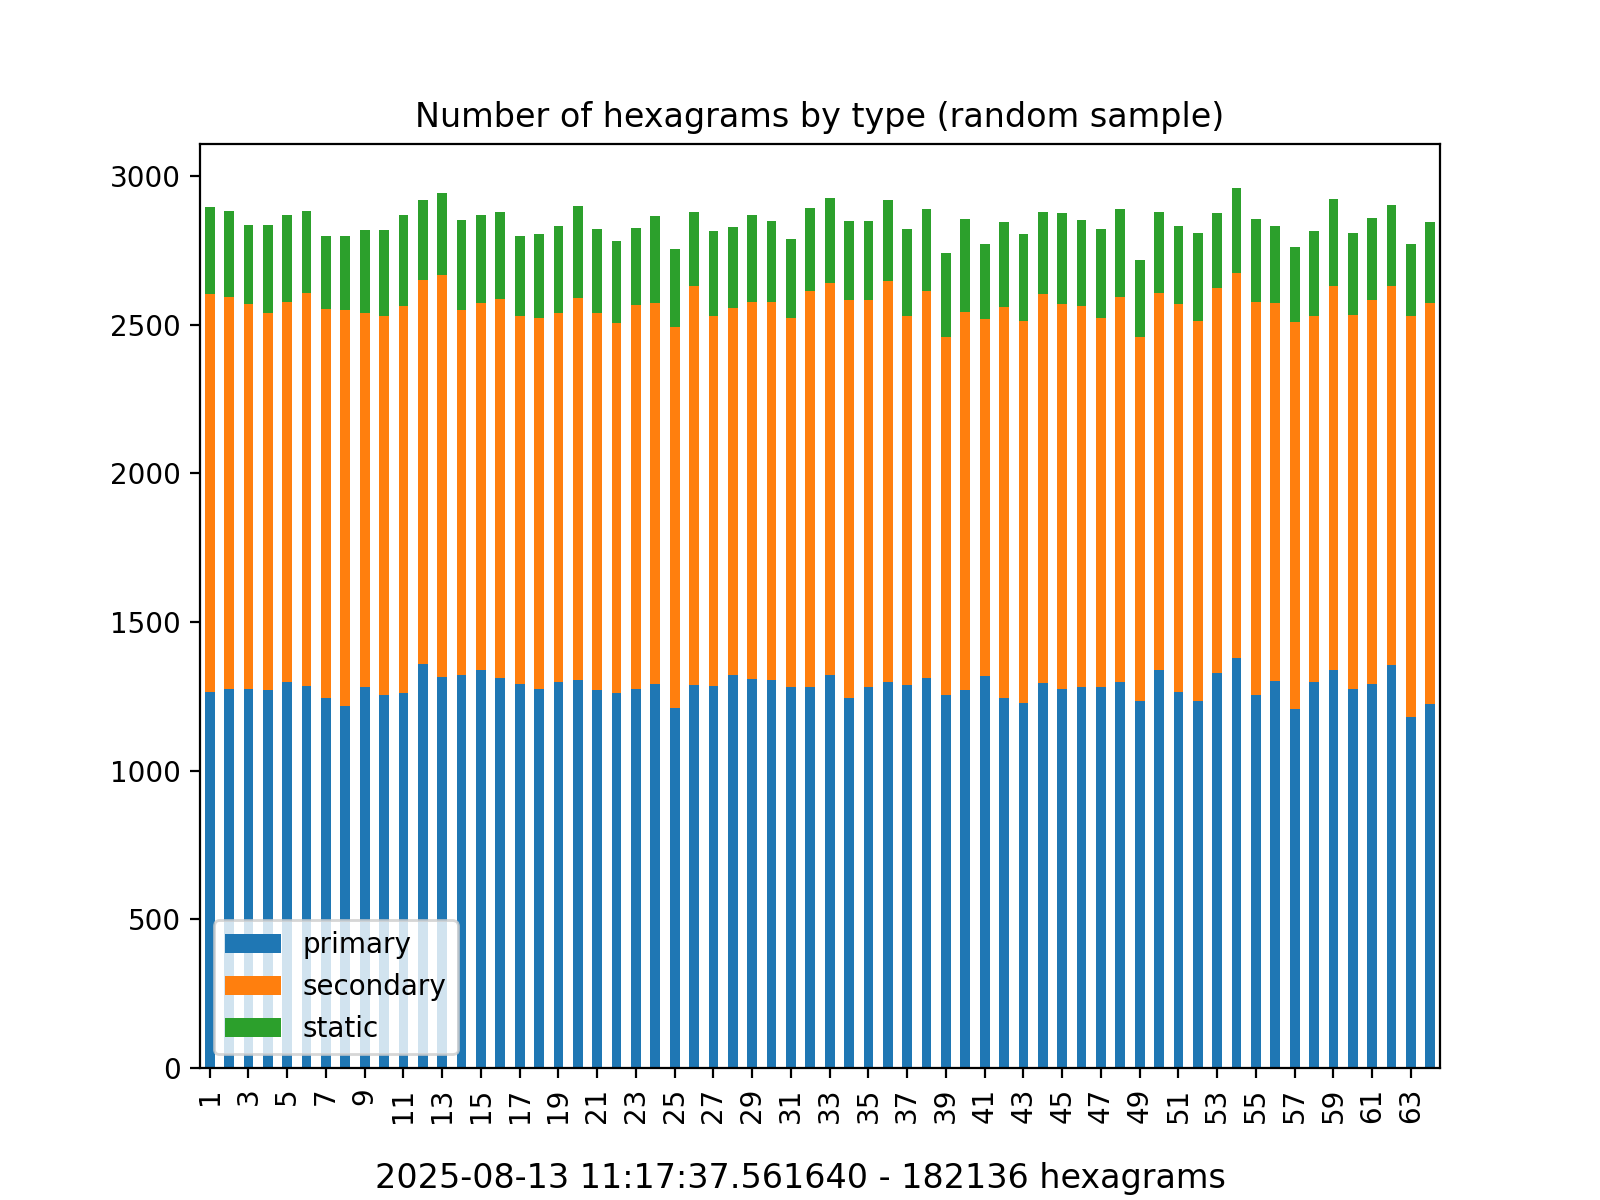 Number of hexagrams by type (random sample)
3000
2500
2000
1500
1000
500
0
primary
secondary
static
1 3 5 7 9 11 13 15 17 19 21 23 25 27 29 31 33 35 37 39 41 43 45 47 49 51 53 55 57 59 61 63
2025-08-13 11:17:37.561640 - 182136 hexagrams